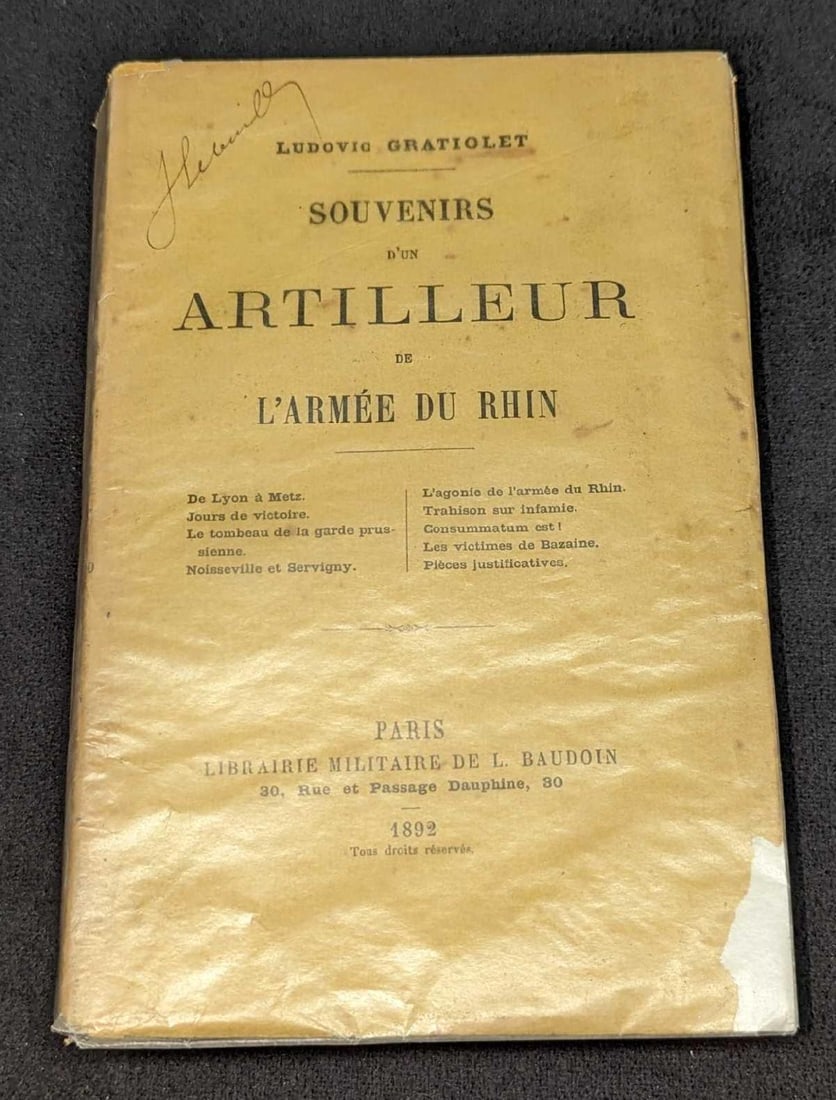 LUDOVIC GRATIOLET
SOUVENIRS
D'UN
ARTILLEUR
DE
L'ARMÉE DU RHIN
De Lyon à Metz.
Jours de victoire.
Le tombeau de la garde prus-
sienne.
Noisseville et Servigny.
L'agonie de l'armée du Rhin.
Trahison sur infamie.
Consummatum est!
Les victimes de Bazaine.
Pièces justificatives.
PARIS
LIBRAIRIE MILITAIRE DE L. BAUDOIN
30, Rue et Passage Dauphine, 30
1892
Tous droits réservés.